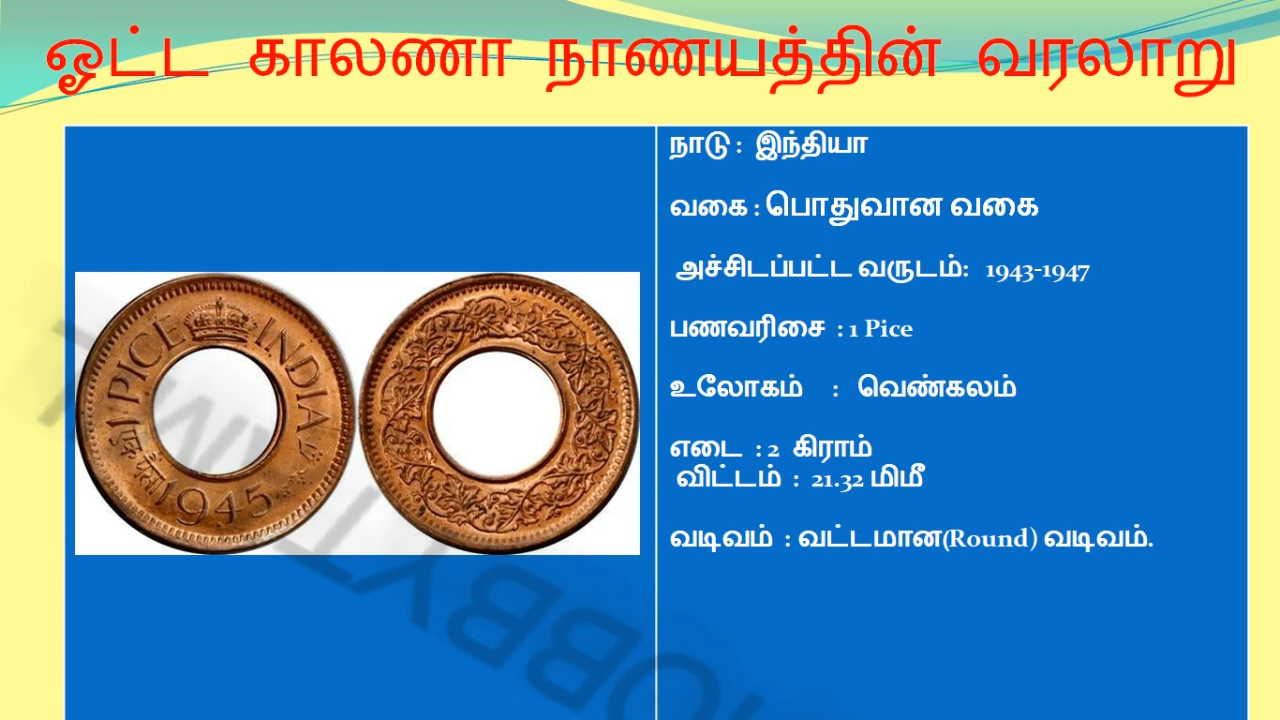 ஓட்ட காலணா நாணயத்தின் வரலாறு
நாடு : இந்தியா
வகை : பொதுவான வகை
அச்சிடப்பட்ட வருடம்: 1943-1947
பணவரிசை : 1 Pice
உலோகம் : வெண்கலம்
எடை : 2 கிராம்
விட்டம் : 21.32 மிமீ
வடிவம் : வட்டமான(Round) வடிவம்.
1 PICE INDIA
1945